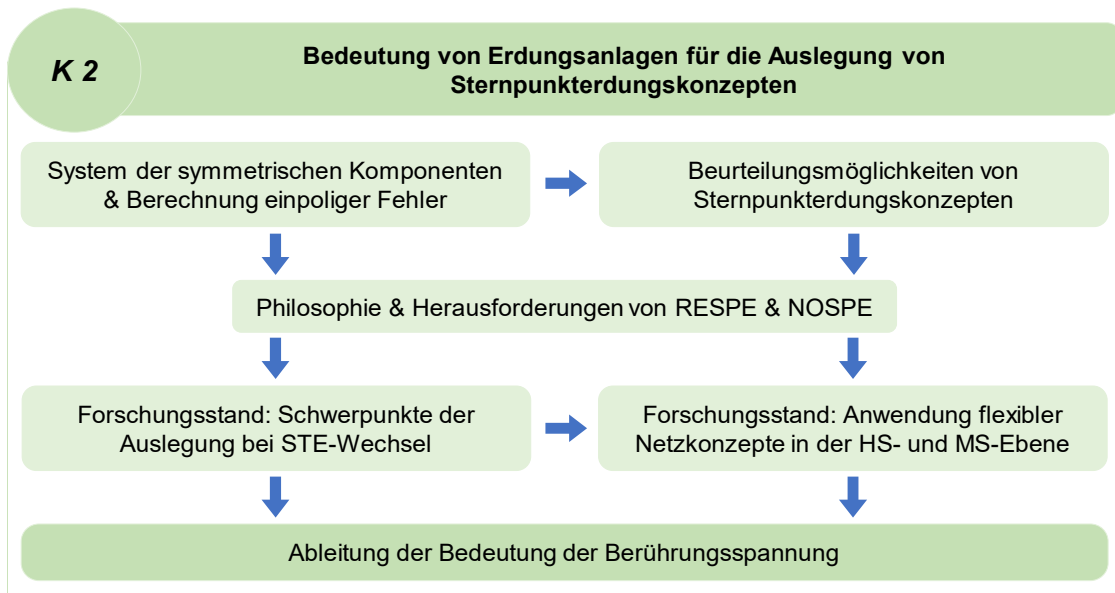 K 2
Bedeutung von Erdungsanlagen für die Auslegung von
Sternpunkterdungskonzepten
System der symmetrischen Komponenten
& Berechnung einpoliger Fehler
Beurteilungsmöglichkeiten von
Sternpunkterdungskonzepten
Philosophie & Herausforderungen von RESPE & NOSPE
Forschungsstand: Schwerpunkte der
Auslegung bei STE-Wechsel
Forschungsstand: Anwendung flexibler
Netzkonzepte in der HS- und MS-Ebene
Ableitung der Bedeutung der Berührungsspannung